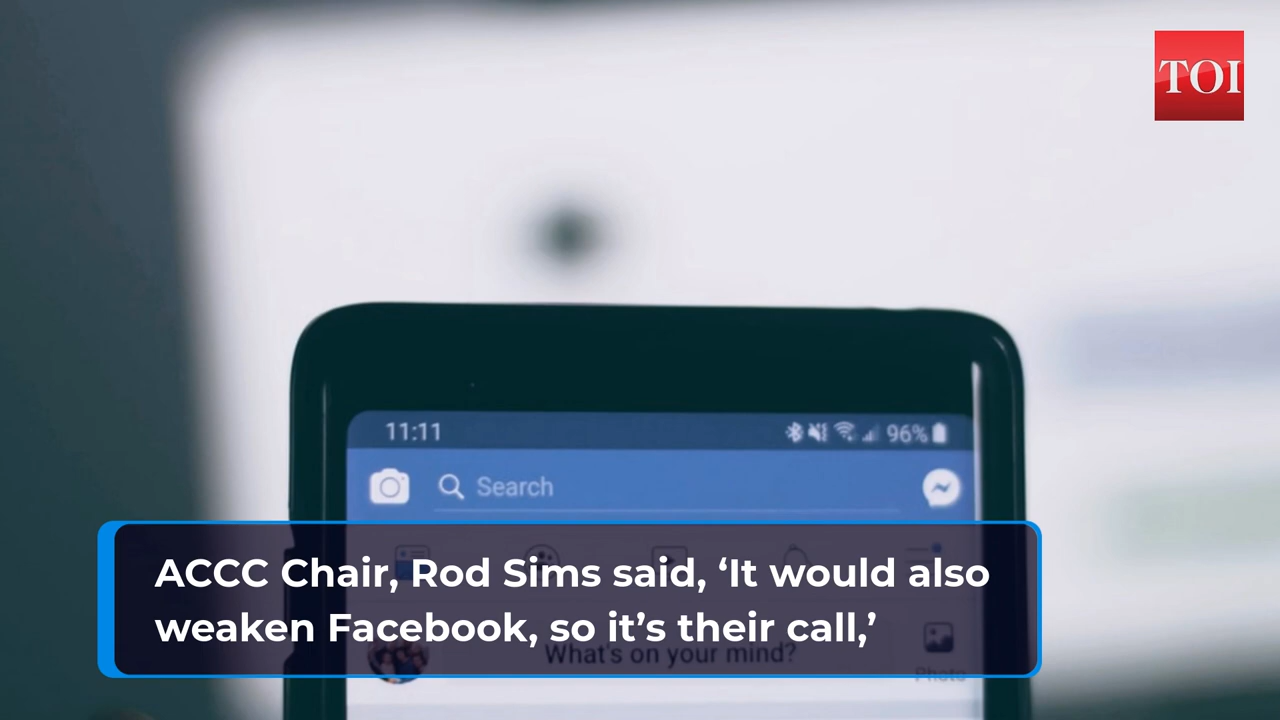 TOI
11:11
96%
Search
ACCC Chair, Rod Sims said, ‘It would also
weaken Facebook, so it’s their call,’
What's on your mind?
Photo